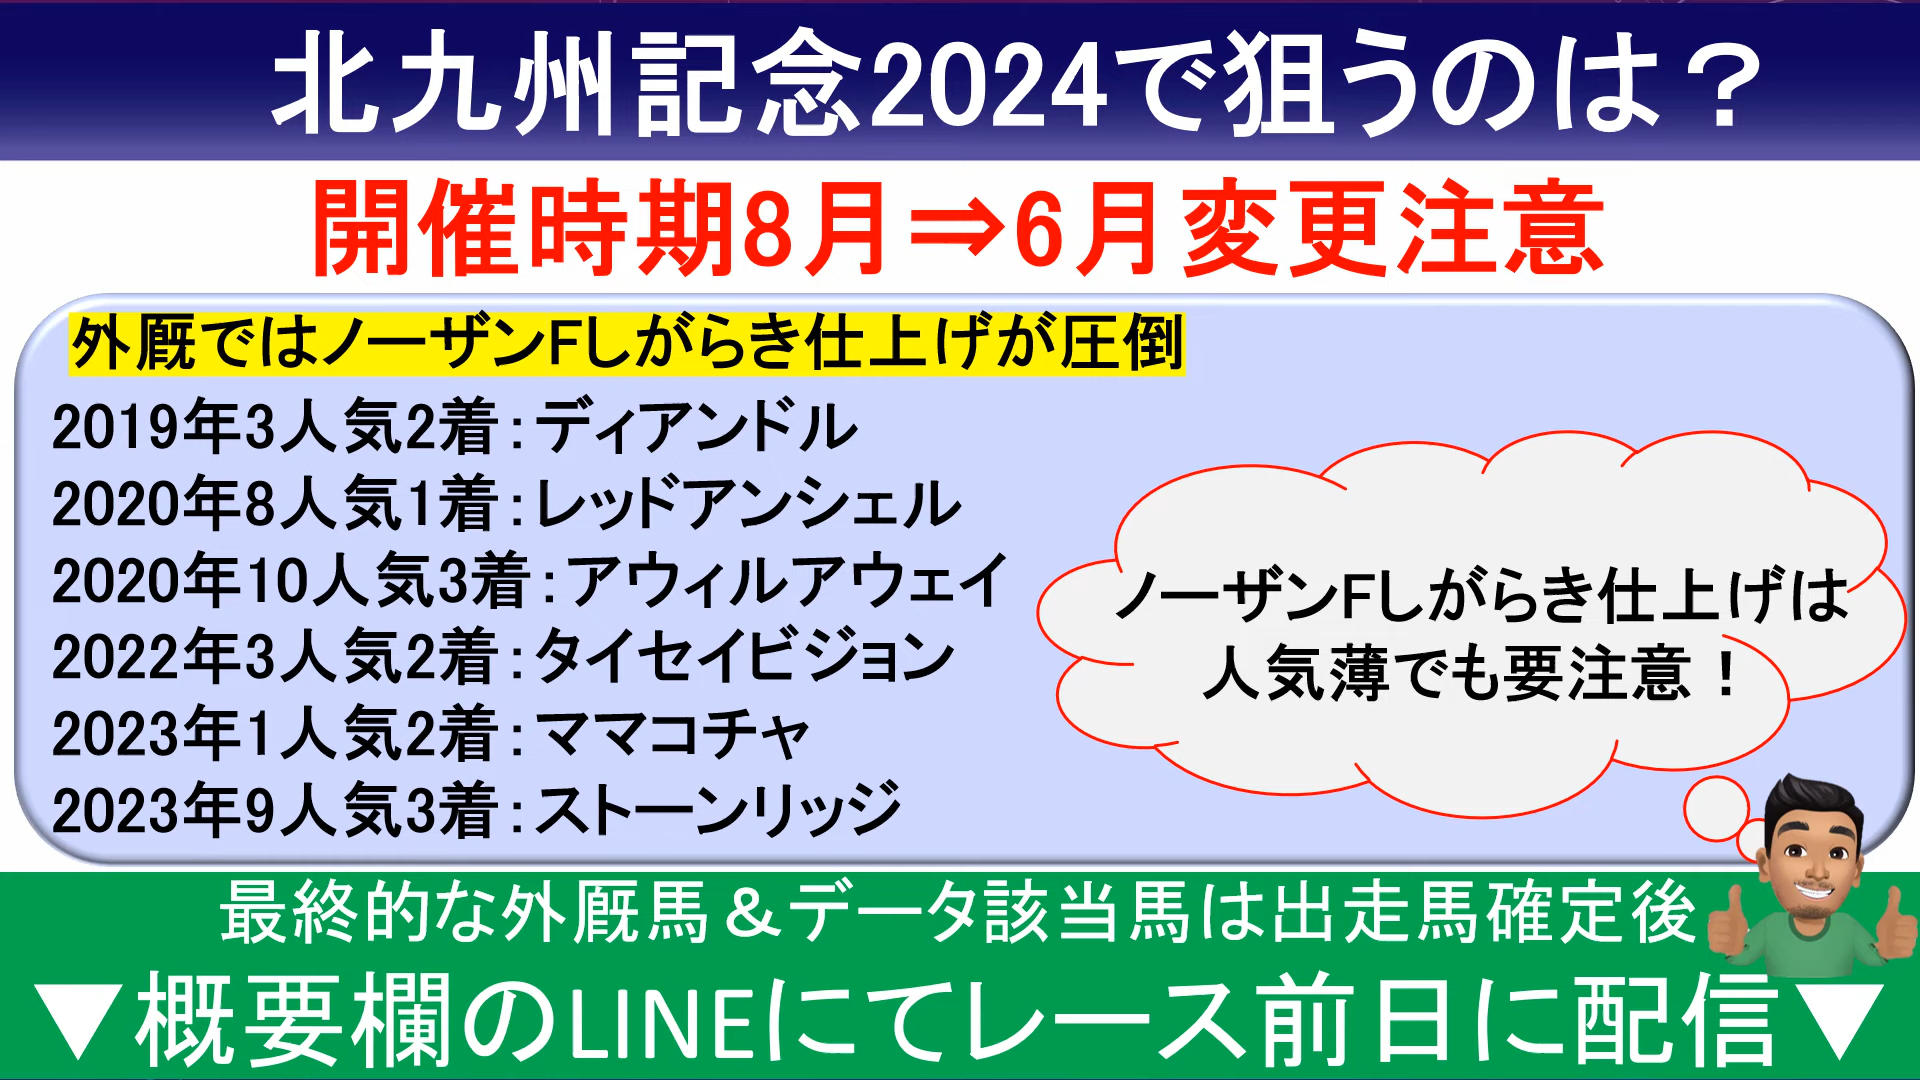 北九州記念2024で狙うのは？
開催時期8月⇒6月変更注意
外厩ではノーザンFしがらき仕上げが圧倒
2019年3人気2着：ディアンドル
2020年8人気1着：レッドアンシェル
2020年10人気3着：アウィルアウェイ
2022年3人気2着：タイセイビジョン
2023年1人気2着：ママコチャ
2023年9人気3着：ストーンリッジ
ノーザンFしがらき仕上げは
人気薄でも要注意！
最終的な外厩馬＆データ該当馬は出走馬確定後
▼概要欄のLINEにてレース前日に配信▼